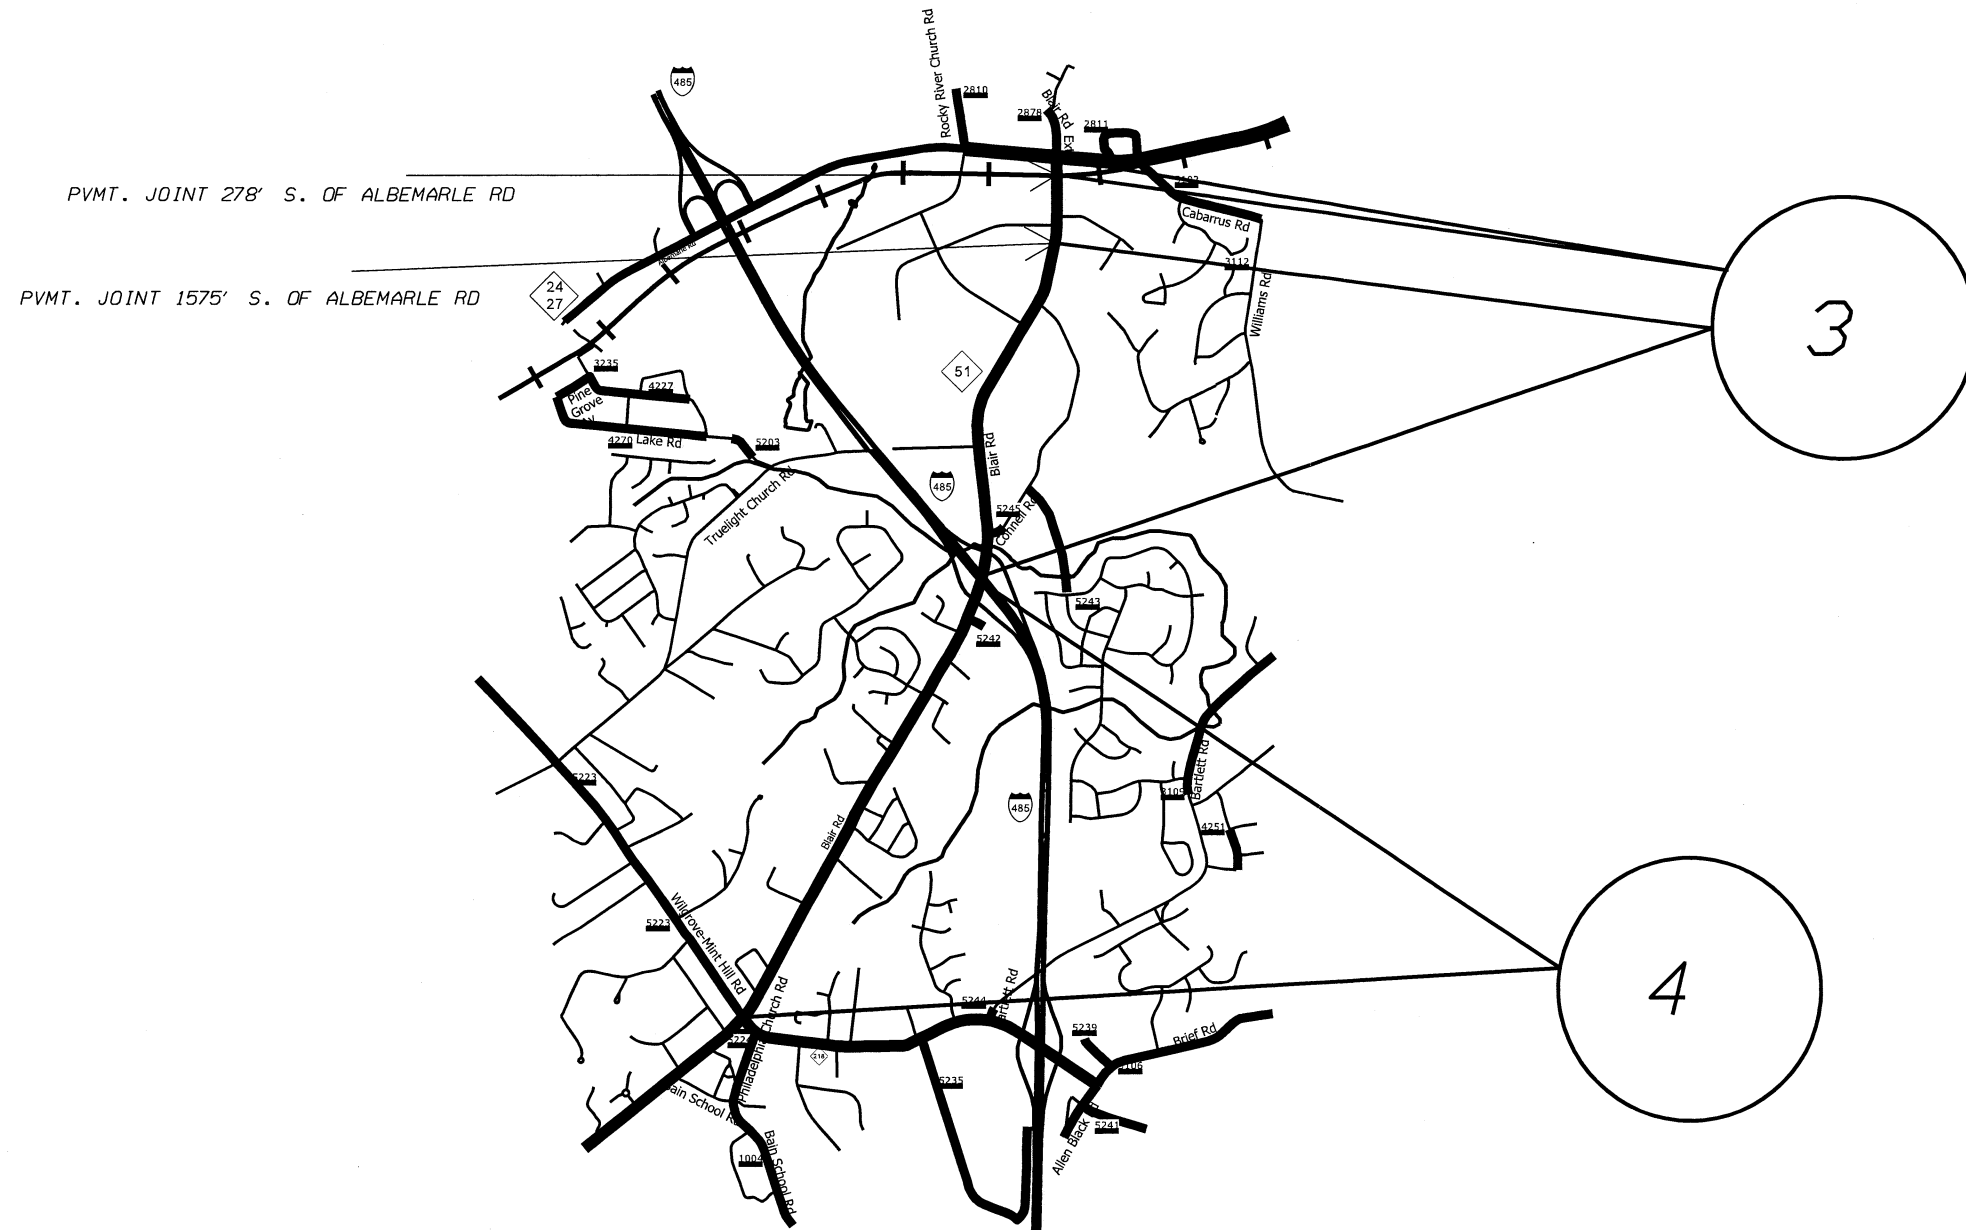 Rocky River Church Rd
485
2810
2878
Blair Rd Ext
2811
PVMT. JOINT 278' S. OF ALBEMARLE RD
Cabarrus Rd
Albemarle Rd
3112
24
27
PVMT. JOINT 1575' S. OF ALBEMARLE RD
Williams Rd
3
3235
4227
51
Pine
Grove
4270
Lake Rd
5203
Blair Rd
485
Truelight Church Rd
5245
Connell Rd
5243
5242
5223
Bartlett Rd
485
Blair Rd
4251
Wilgrove-Mint Hill Rd
5223
4
Philadelphia Church Rd
5244
5239
Brief Rd
218
5235
Allen Black
5241
Bain School Rd
1004